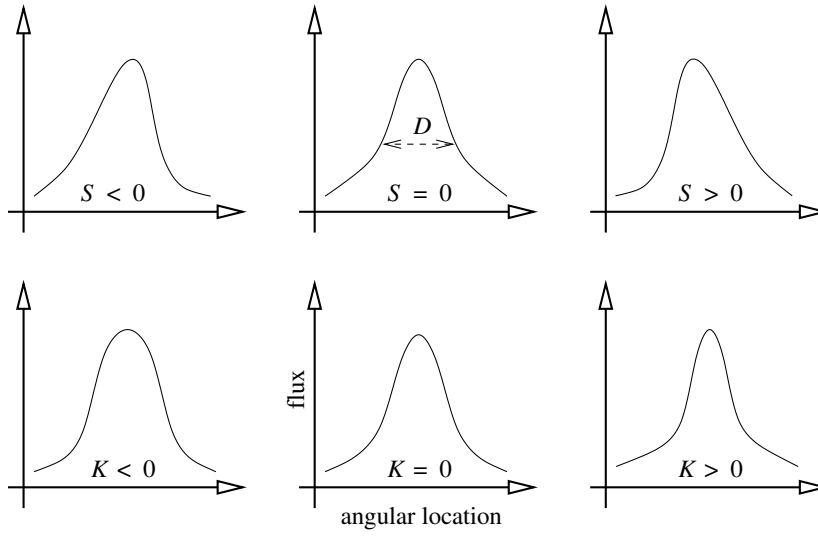 D
S < 0
S = 0
S > 0
flux
K < 0
K = 0
K > 0
angular location